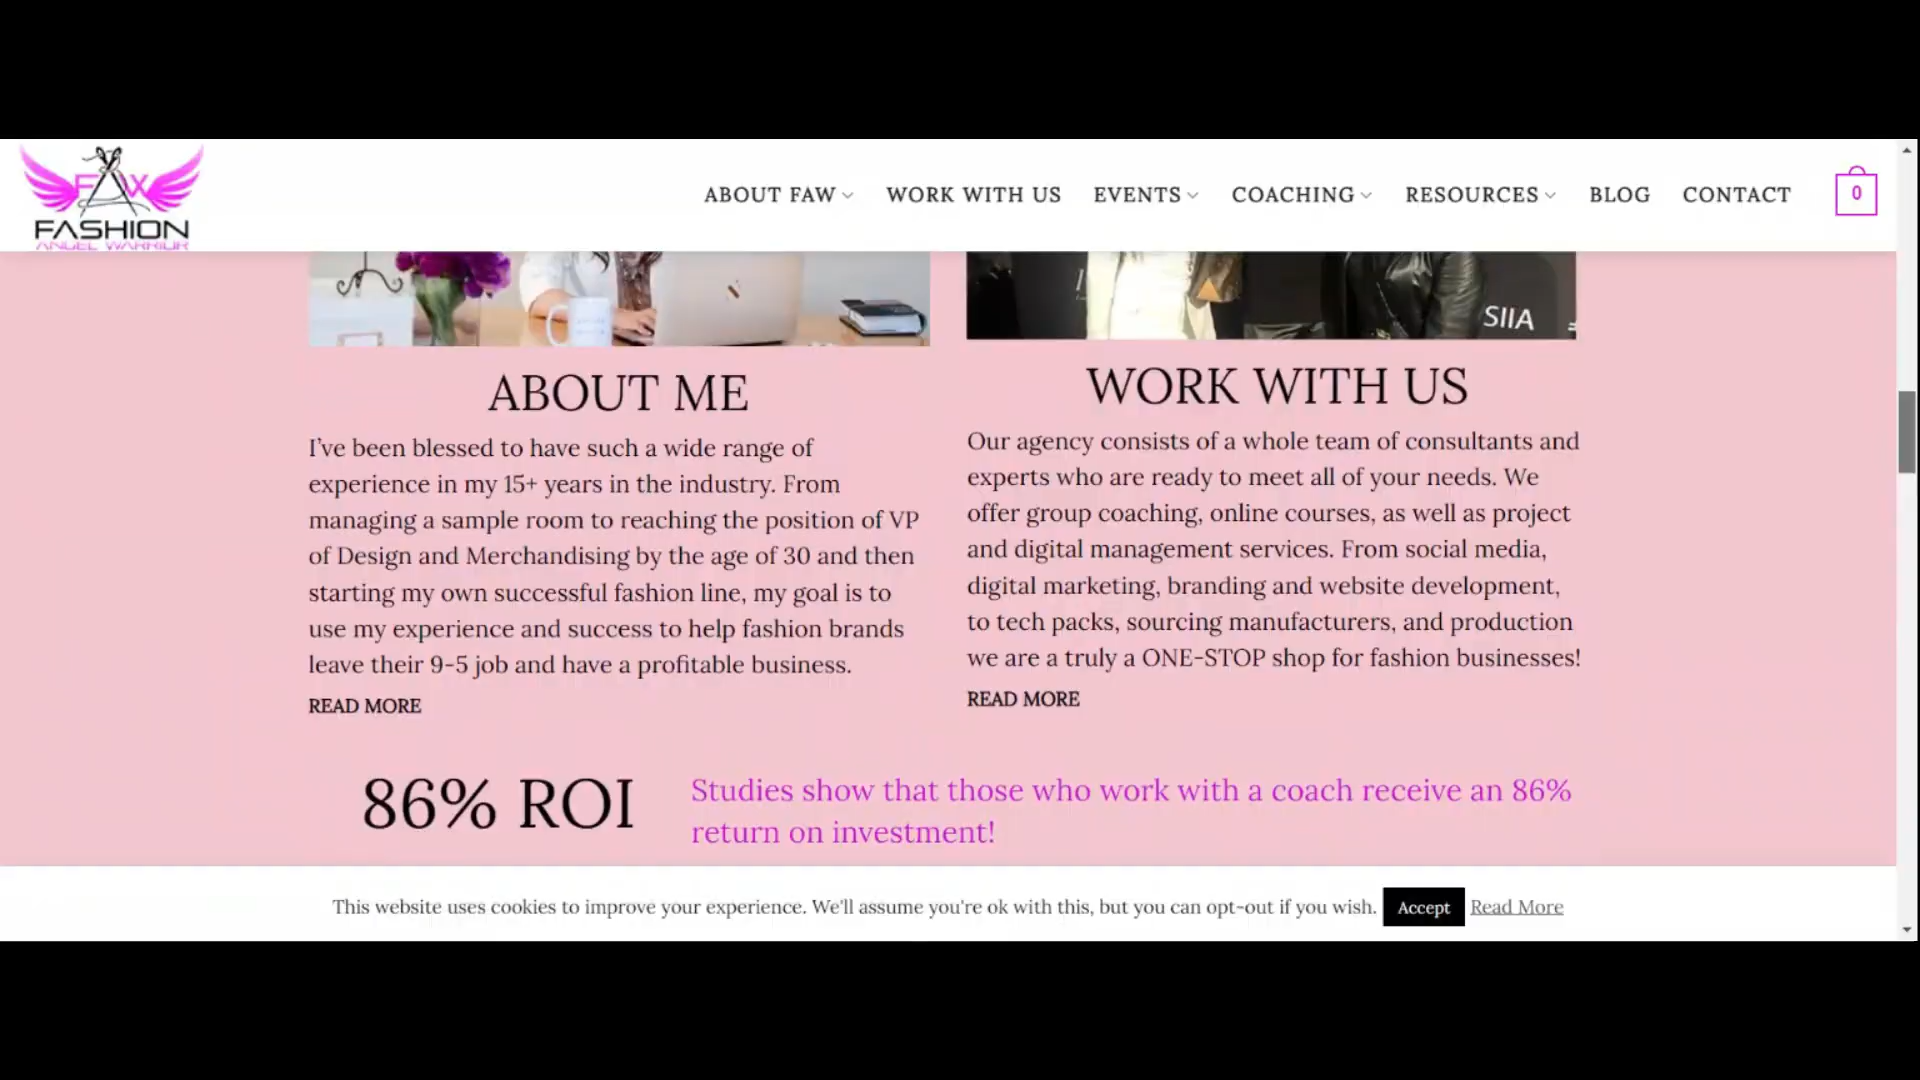 FAW
FASHION
ANGEL WARRIOR
ABOUT FAW
WORK WITH US
EVENTS
COACHING
RESOURCES
BLOG
CONTACT
0
SIIA
ABOUT ME
I've been blessed to have such a wide range of
experience in my 15+ years in the industry. From
managing a sample room to reaching the position of VP
of Design and Merchandising by the age of 30 and then
starting my own successful fashion line, my goal is to
use my experience and success to help fashion brands
leave their 9-5 job and have a profitable business.
READ MORE
WORK WITH US
Our agency consists of a whole team of consultants and
experts who are ready to meet all of your needs. We
offer group coaching, online courses, as well as project
and digital management services. From social media,
digital marketing, branding and website development,
to tech packs, sourcing manufacturers, and production
we are a truly a ONE-STOP shop for fashion businesses!
READ MORE
86% ROI
Studies show that those who work with a coach receive an 86%
return on investment!
This website uses cookies to improve your experience. We'll assume you're ok with this, but you can opt-out if you wish.
Accept
Read More